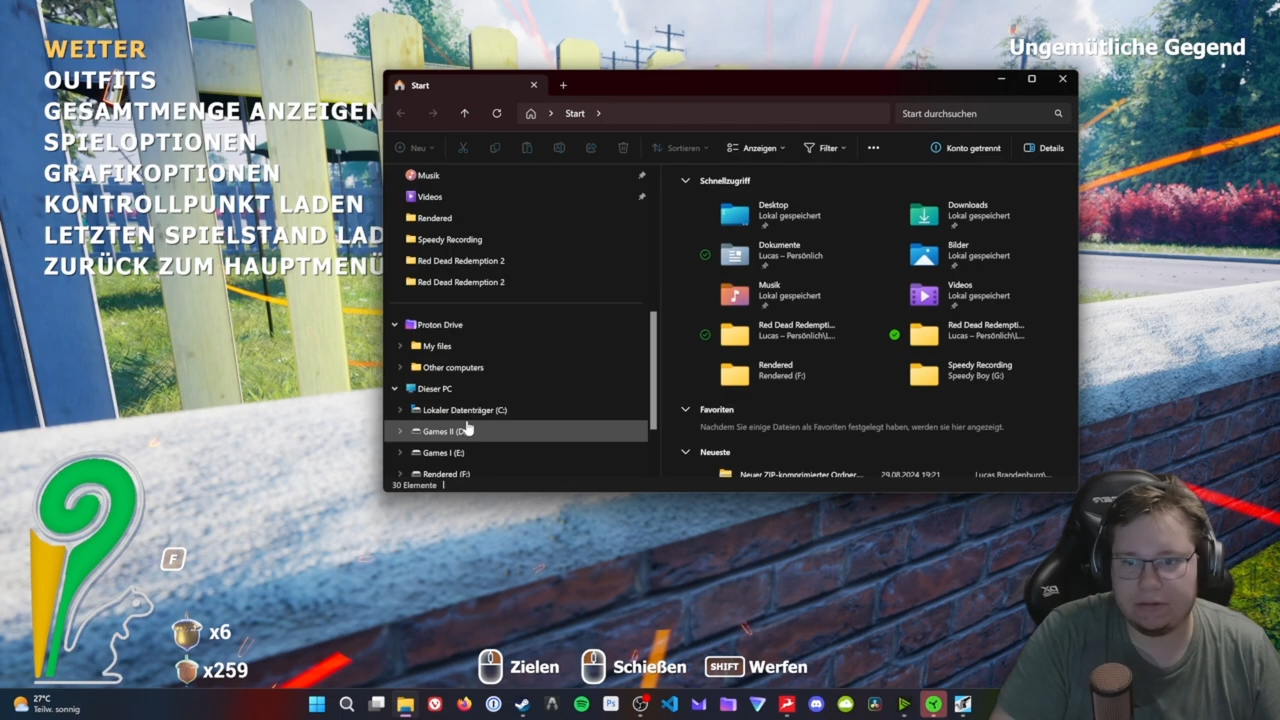 WEITER
OUTFITS
GESAMTMENGE ANZEIGEN
SPIELOPTIONEN
GRAFIKOPTIONEN
KONTROLLPUNKT LADEN
LETZTEN SPIELSTAND LAD
ZURÜCK ZUM HAUPTMENÜ
Ungemütliche Gegend
Start
Start
Start durchsuchen
Neu
Sortieren
Anzeigen
Filter
Konto getrennt
Details
Musik
Videos
Rendered
Speedy Recording
Red Dead Redemption 2
Red Dead Redemption 2
Proton Drive
My files
Other computers
Dieser PC
Lokaler Datenträger (C:)
Games II (D
Games I (E:)
Rendered (F:)
30 Elemente
Schnellzugriff
Desktop
Lokal gespeichert
Downloads
Lokal gespeichert
Dokumente
Lucas – Persönlich
Bilder
Lokal gespeichert
Musik
Lokal gespeichert
Videos
Lokal gespeichert
Red Dead Redempti...
Lucas – Persönlich\L...
Red Dead Redempti...
Lucas – Persönlich\L...
Rendered
Rendered (F:)
Speedy Recording
Speedy Boy (G:)
Favoriten
Nachdem Sie einige Dateien als Favoriten festgelegt haben, werden sie hier angezeigt.
Neueste
Neuer ZIP-komprimierter Ordner... 29.08.2024 19:21 Lucas Brandenburg\...
F
x6
x259
Zielen
Schießen
SHIFT
Werfen
27°C
Teilw. sonnig